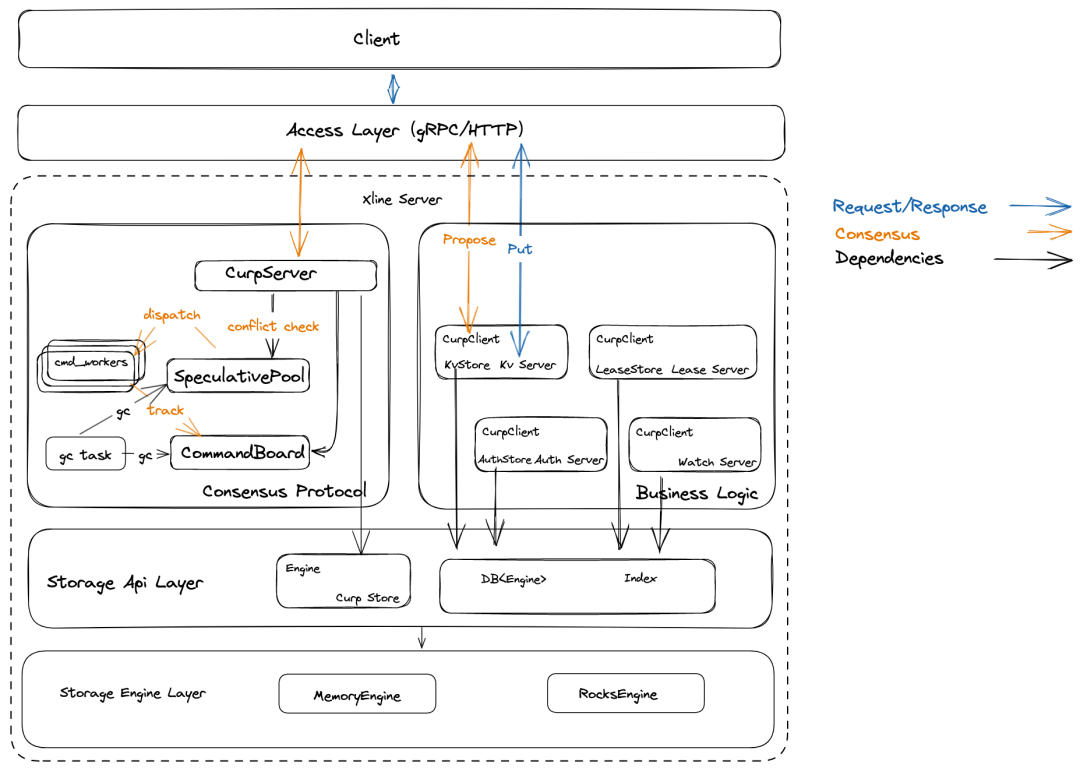 Client
Access Layer (gRPC/HTTP)
Xline Server
Request/Response
Consensus
Dependencies
CurpServer
dispatch
conflict check
cmd_workers
SpeculativePool
gc
track
gc task
gc
CommandBoard
Consensus Protocol
Propose
Put
CurpClient
KvStore Kv Server
CurpClient
LeaseStore Lease Server
CurpClient
AuthStore Auth Server
CurpClient
Watch Server
Business Logic
Storage Api Layer
Engine
Curp Store
DB<Engine>
Index
Storage Engine Layer
MemoryEngine
RocksEngine